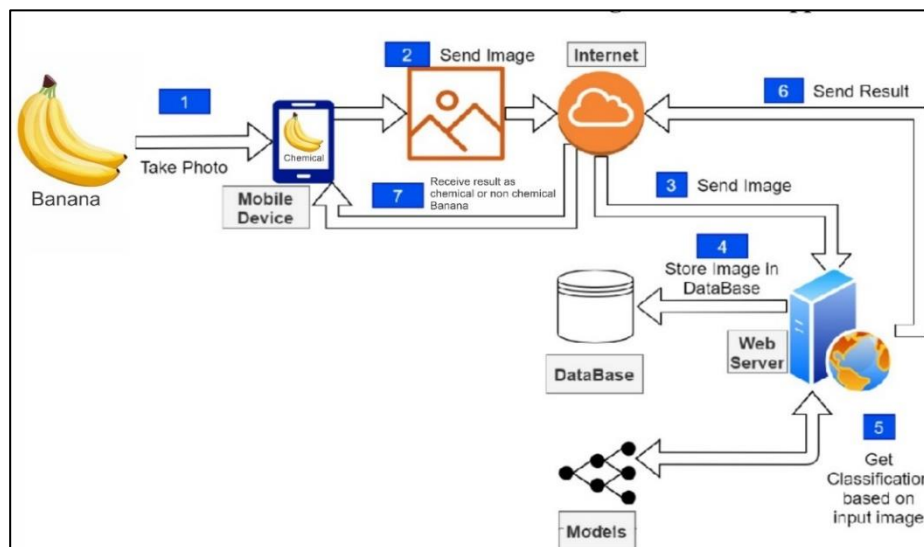 1
Take Photo
Banana
Chemical
Mobile
Device
2 Send Image
Internet
6 Send Result
7 Receive result as
chemical or non chemical
Banana
3 Send Image
4
Store Image in
DataBase
DataBase
Web
Server
5
Get
Classification
based on
input image
Models